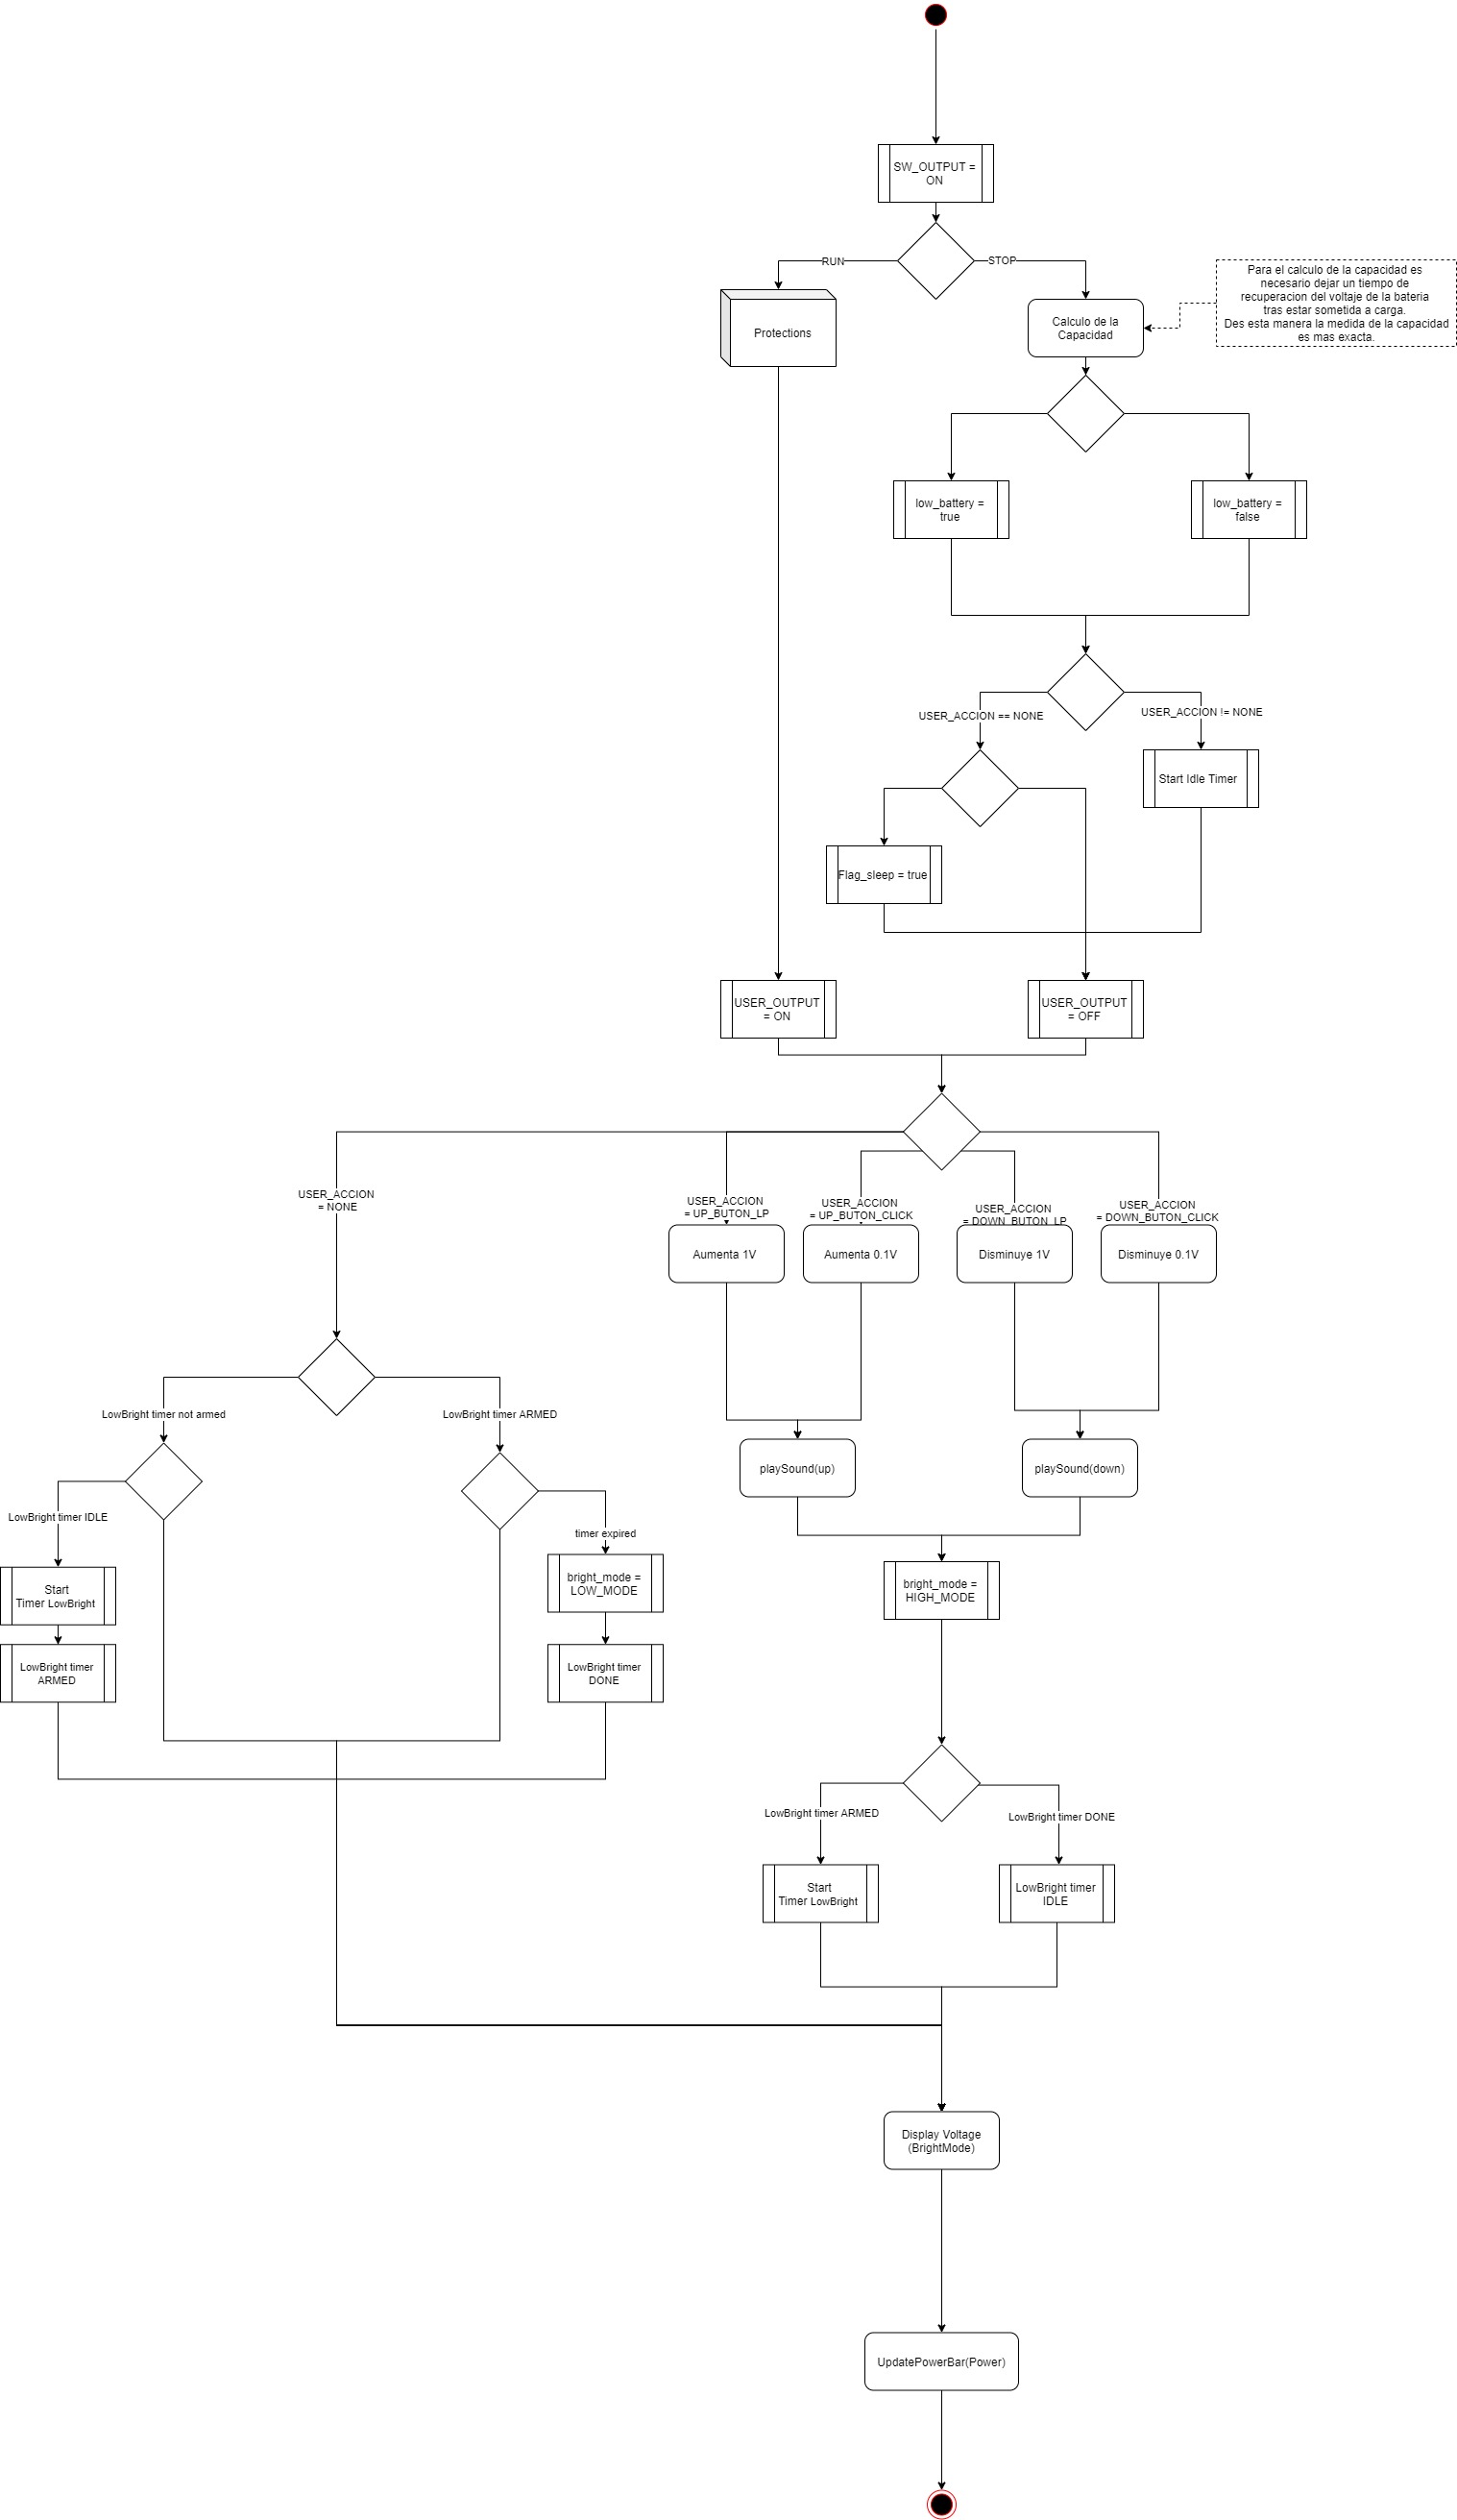 SW_OUTPUT =
ON
RUN
STOP
Protections
Calculo de la
Capacidad
Para el calculo de la capacidad es
necesario dejar un tiempo de
recuperacion del voltaje de la bateria
tras estar sometida a carga.
Des esta manera la medida de la capacidad
es mas exacta.
low_battery =
true
low_battery =
false
USER_ACCION == NONE
USER_ACCION != NONE
Start Idle Timer
Flag_sleep = true
USER_OUTPUT
= ON
USER_OUTPUT
= OFF
USER_ACCION
= NONE
USER_ACCION
= UP_BUTON_LP
USER_ACCION
= UP_BUTON_CLICK
USER_ACCION
= DOWN_BUTON_LP
USER_ACCION
= DOWN_BUTON_CLICK
Aumenta 1V
Aumenta 0.1V
Disminuye 1V
Disminuye 0.1V
LowBright timer not armed
LowBright timer ARMED
playSound(up)
playSound(down)
LowBright timer IDLE
timer expired
Start
Timer LowBright
bright_mode =
LOW_MODE
bright_mode =
HIGH_MODE
LowBright timer
ARMED
LowBright timer
DONE
LowBright timer ARMED
LowBright timer DONE
Start
Timer LowBright
LowBright timer
IDLE
Display Voltage
(BrightMode)
UpdatePowerBar(Power)